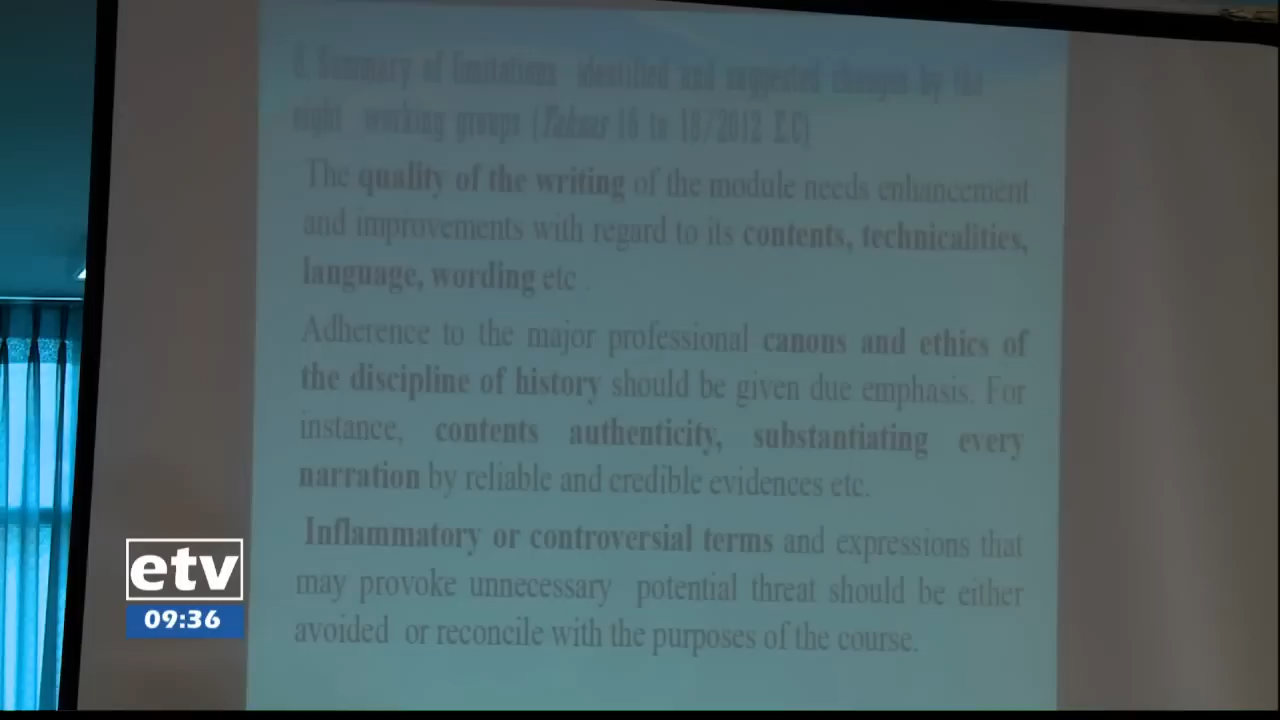 Summary of limitations identified and suggested changes by the
eight working groups ( 16 to 18/2012 E.C)
The quality of the writing of the module needs enhancement
and improvements with regard to its contents, technicalities,
language, wording etc .
Adherence to the major professional canons and ethics of
the discipline of history should be given due emphasis. For
instance, contents authenticity, substantiating every
narration by reliable and credible evidences etc.
Inflammatory or controversial terms and expressions that
may provoke unnecessary potential threat should be either
avoided or reconcile with the purposes of the course.
etv
09:36